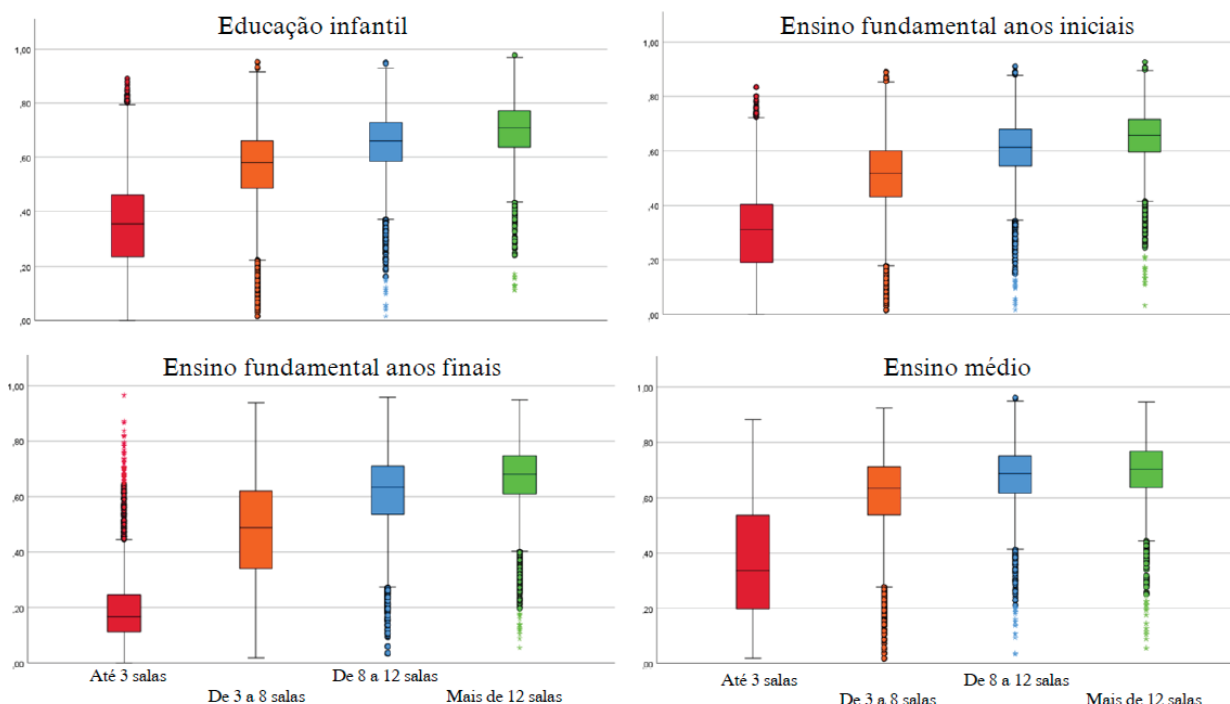 Educação infantil
1,00
,80
,60
,40
,20
,00
Ensino fundamental anos iniciais
1,00
,80
,60
,40
,20
,00
Ensino fundamental anos finais
1,00
,80
,60
,40
,20
,00
Até 3 salas
De 3 a 8 salas
De 8 a 12 salas
Mais de 12 salas
Ensino médio
1,00
,80
,60
,40
,20
,00
Até 3 salas
De 3 a 8 salas
De 8 a 12 salas
Mais de 12 salas